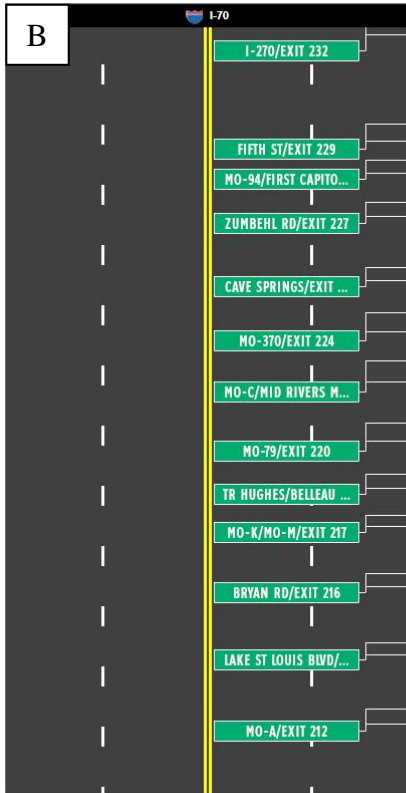 B
I-70
I-270/EXIT 232
FIFTH ST/EXIT 229
MO-94/FIRST CAPITO...
ZUMBEHL RD/EXIT 227
CAVE SPRINGS/EXIT ...
MO-370/EXIT 224
MO-C/MID RIVERS M...
MO-79/EXIT 220
TR HUGHES/BELLEAU ...
MO-K/MO-M/EXIT 217
BRYAN RD/EXIT 216
LAKE ST LOUIS BLVD/...
MO-A/EXIT 212